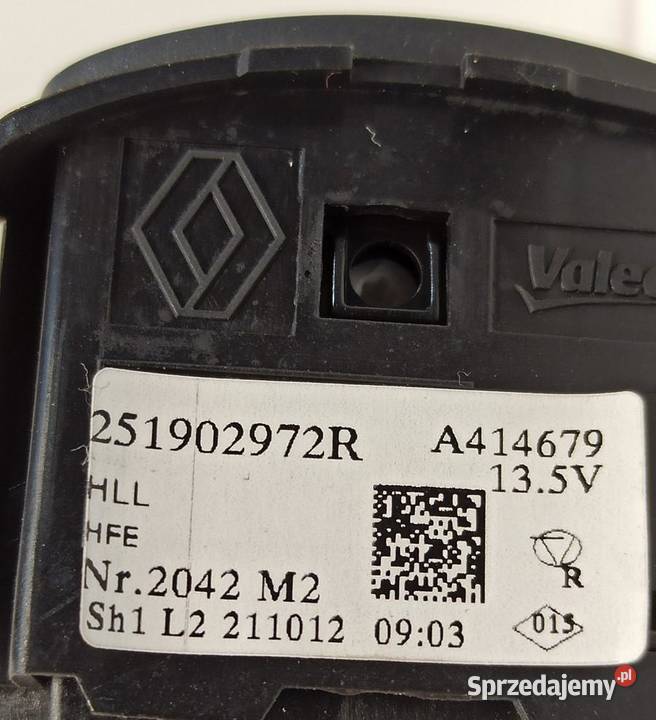 Valeo
251902972R A414679
13.5V
HLL
HFE
R
Nr.2042 M2
Sh1 L2 211012 09:03 015
Sprzedajemy.pl